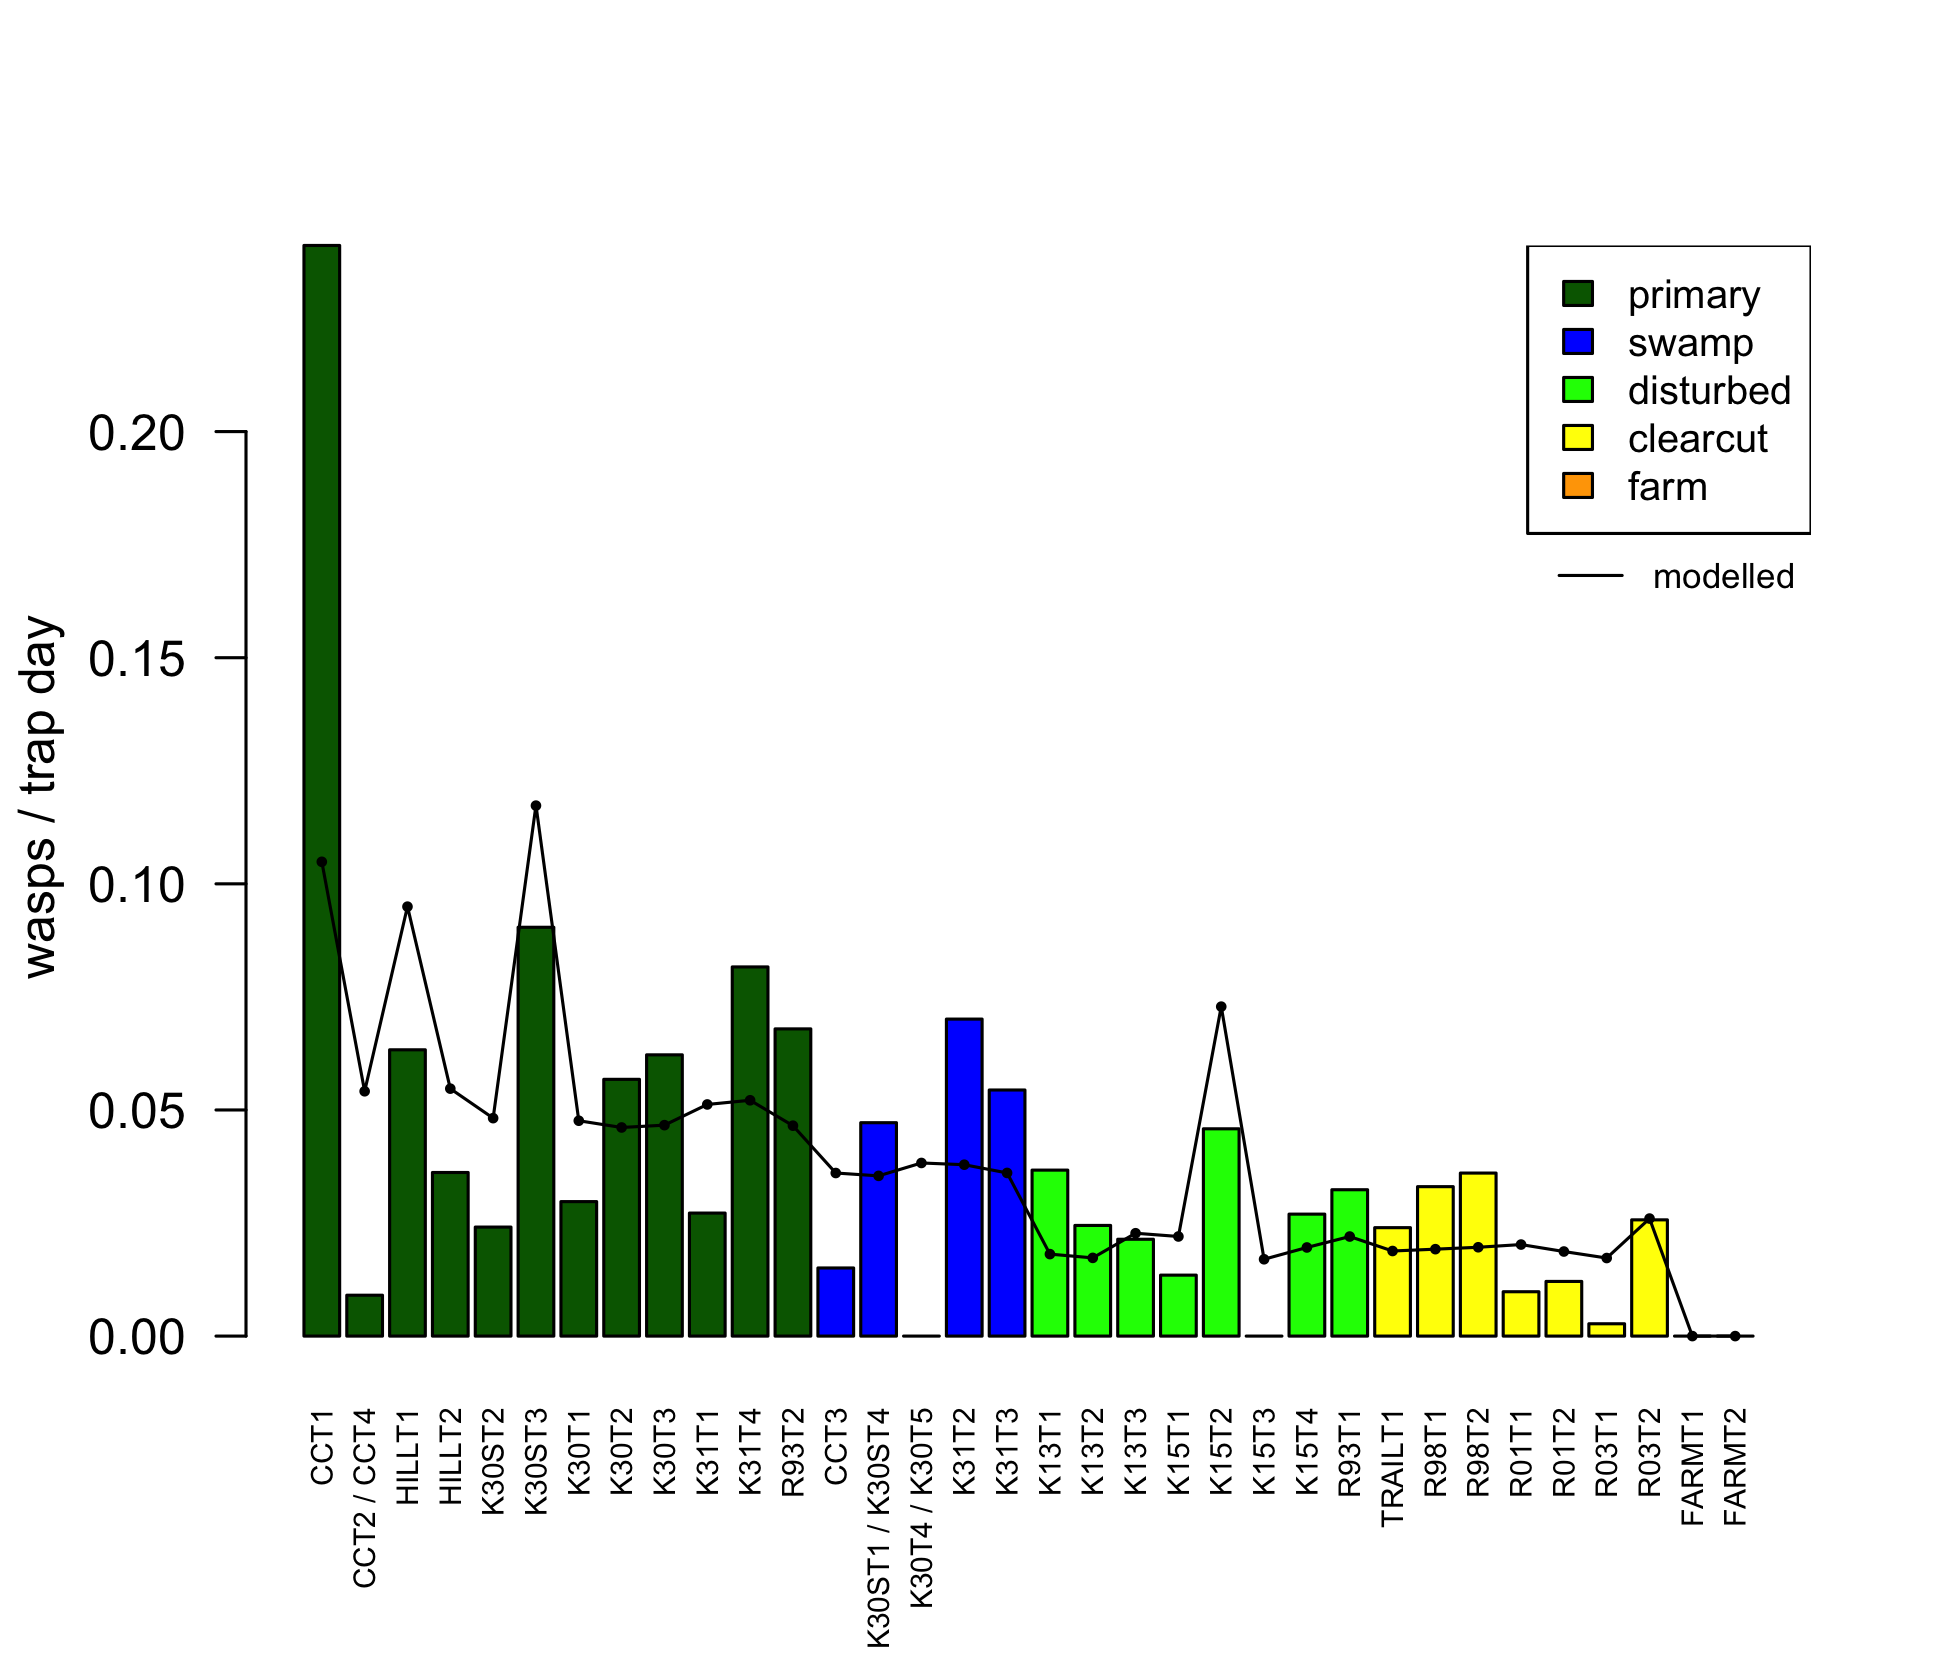 primary
swamp
disturbed
clearcut
farm
modelled
wasps / trap day
0.20
0.15
0.10
0.05
0.00
CCT1
CCT2 / CCT4
HILLT1
HILLT2
K30ST2
K30ST3
K30T1
K30T2
K30T3
K31T1
K31T4
R93T2
CCT3
K30ST1 / K30ST4
K30T4 / K30T5
K31T2
K31T3
K13T1
K13T2
K13T3
K15T1
K15T2
K15T3
K15T4
R93T1
TRAILT1
R98T1
R98T2
R01T1
R01T2
R03T1
R03T2
FARMT1
FARMT2